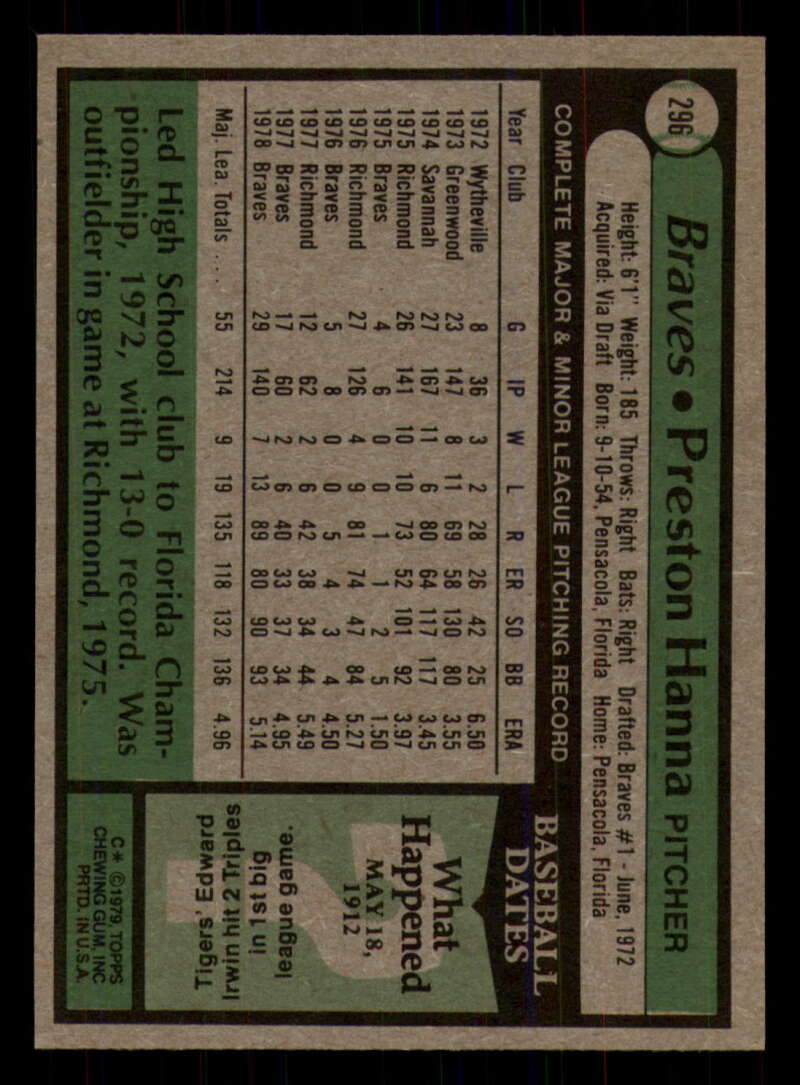 296
Braves • Preston Hanna PITCHER
Height: 6'1" Weight: 185 Throws: Right Bats: Right Drafted: Braves #1 - June, 1972
Acquired: Via Draft Born: 9-10-54, Pensacola, Florida Home: Pensacola, Florida
COMPLETE MAJOR & MINOR LEAGUE PITCHING RECORD
Year Club G IP W L R ER SO BB ERA
1972 Wytheville 8 36 3 2 28 26 42 25 6.50
1973 Greenwood 23 147 8 11 69 58 130 80 3.55
1974 Savannah 27 167 11 6 80 64 117 117 3.45
1975 Richmond 26 141 10 10 73 52 101 92 3.97
1975 Braves 4 6 0 0 1 1 2 5 1.50
1976 Richmond 27 126 4 9 81 74 47 84 5.27
1976 Braves 5 8 0 0 5 4 3 4 4.50
1977 Richmond 12 62 2 6 42 38 34 44 5.49
1977 Braves 17 60 2 6 40 33 37 34 4.95
1978 Braves 29 140 7 13 89 80 90 93 5.14
Maj. Lea. Totals .... 55 214 9 19 135 118 132 136 4.96
Led High School club to Florida Cham-
pionship, 1972, with 13-0 record. Was
outfielder in game at Richmond, 1975.
BASEBALL
DATES
What
Happened
MAY 18,
1912
Tigers' Edward
Irwin hit 2 Triples
in 1st big
league game.
C* ©1979 TOPPS
CHEWING GUM, INC
PRTD. IN U.S.A.